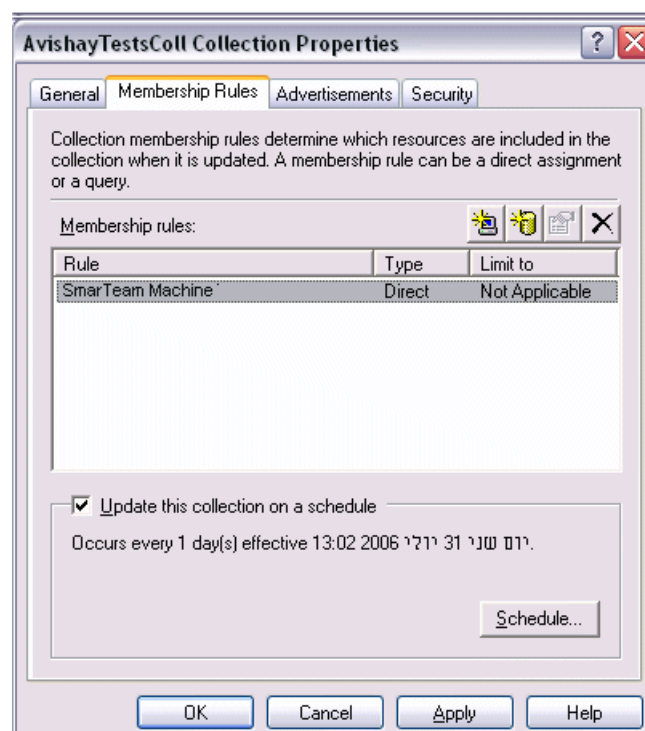 AvishayTestsColl Collection Properties
General Membership Rules Advertisements Security
Collection membership rules determine which resources are included in the
collection when it is updated. A membership rule can be a direct assignment
or a query.
Membership rules:
Rule Type Limit to
SmarTeam Machine Direct Not Applicable
Update this collection on a schedule
Occurs every 1 day(s) effective 13:02 2006 יום שני 31 יולי.
Schedule...
OK Cancel Apply Help